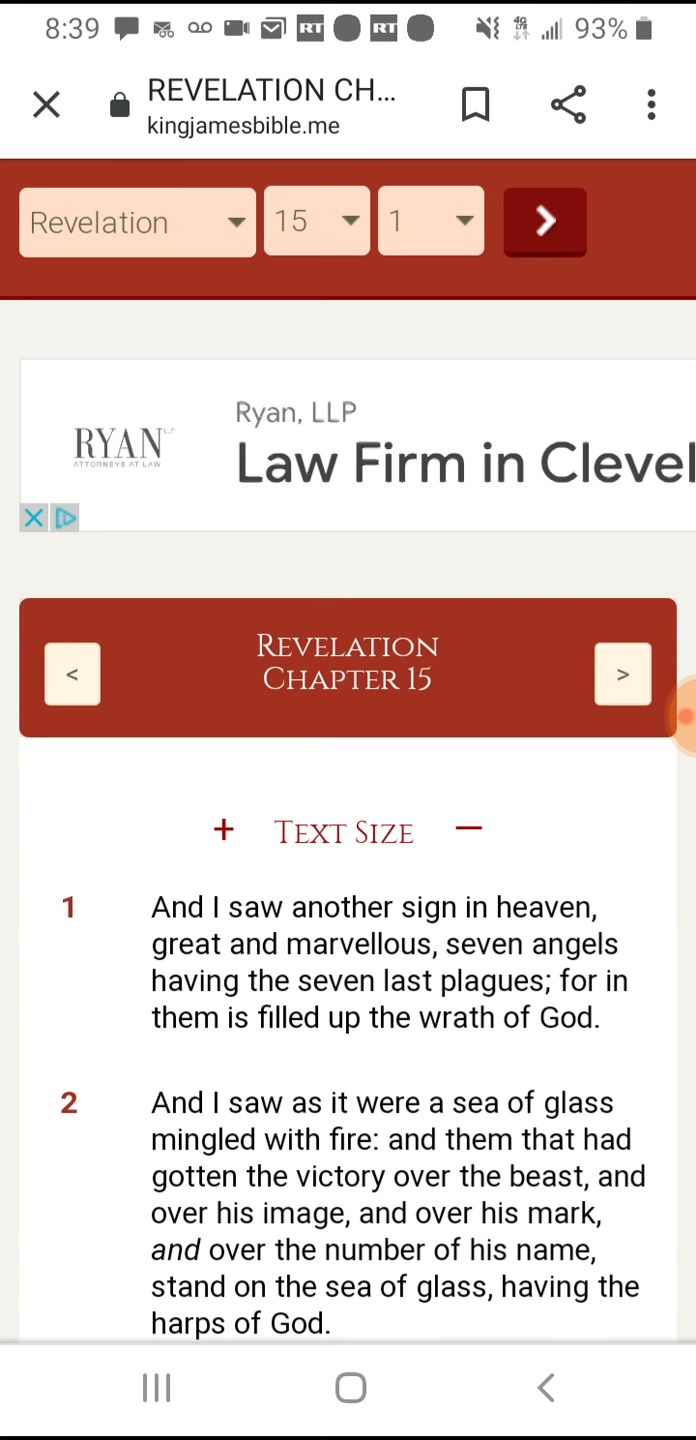 8:39 RT RT 4G 93%
REVELATION CH...
kingjamesbible.me
Revelation 15 1
Ryan, LLP
RYAN LLP
ATTORNEYS AT LAW
Law Firm in Clevel
REVELATION
< CHAPTER 15 >
+ TEXT SIZE −
1 And I saw another sign in heaven,
great and marvellous, seven angels
having the seven last plagues; for in
them is filled up the wrath of God.
2 And I saw as it were a sea of glass
mingled with fire: and them that had
gotten the victory over the beast, and
over his image, and over his mark,
and over the number of his name,
stand on the sea of glass, having the
harps of God.